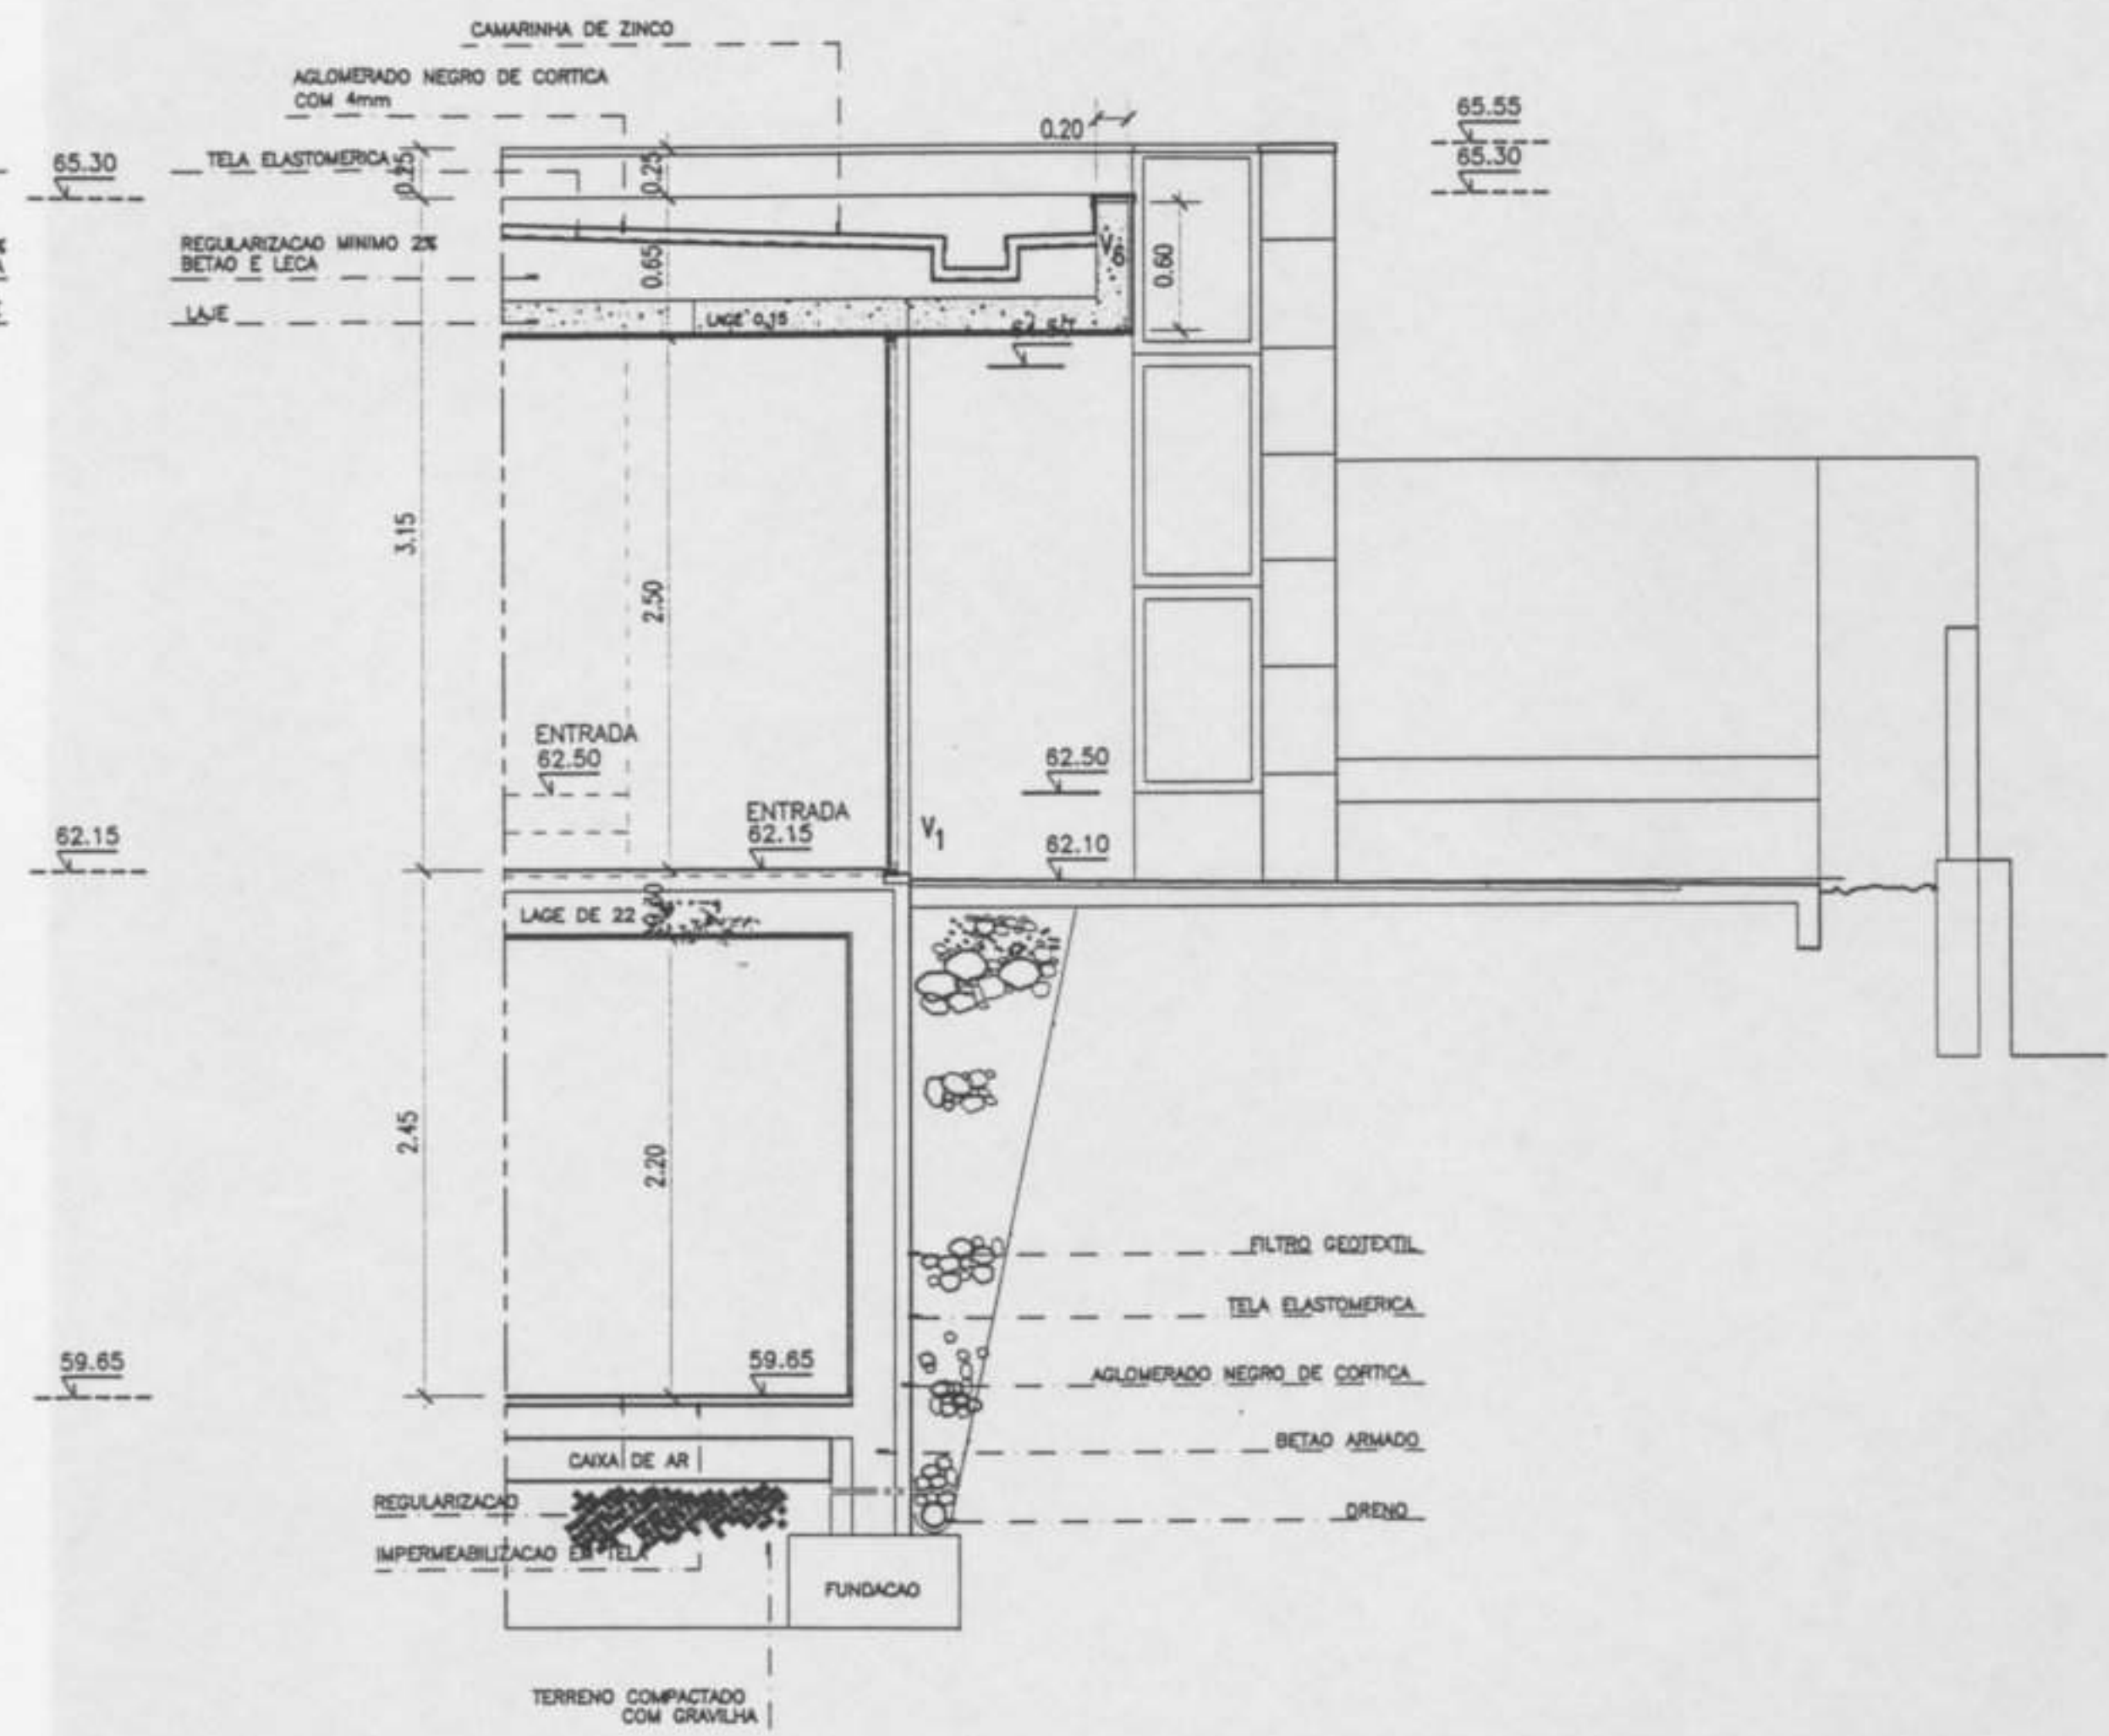 CAMARINHA DE ZINCO
AGLOMERADO NEGRO DE CORTICA
COM 4mm
0.20
65.55
65.30
TELA ELASTOMERICA
0.25
0.25
65.30
REGULARIZACAO MINIMO 2%
BETAO E LECA
0.65
V6
0.60
LAJE
LAGE 0,15
3.15
2.50
ENTRADA
62.50
62.50
ENTRADA
62.15
62.15
V1
62.10
LAGE DE 22
0.30
2.45
2.20
FILTRO GEOTEXTIL
TELA ELASTOMERICA
59.65
59.65
AGLOMERADO NEGRO DE CORTICA
BETAO ARMADO
CAIXA DE AR
REGULARIZACAO
DRENO
IMPERMEABILIZACAO EM TELA
FUNDACAO
TERRENO COMPACTADO
COM GRAVILHA